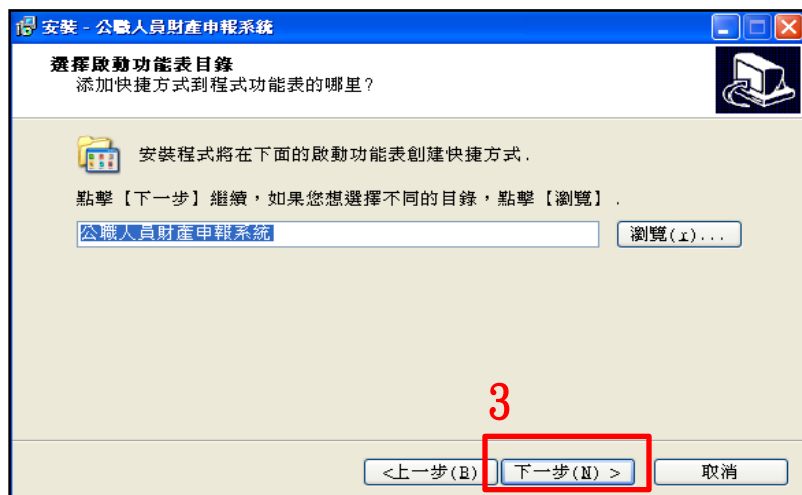 安裝 - 公職人員財產申報系統
選擇啟動功能表目錄
添加快捷方式到程式功能表的哪里?
安裝程式將在下面的啟動功能表創建快捷方式.
點擊【下一步】繼續，如果您想選擇不同的目錄，點擊【瀏覽】.
公職人員財產申報系統
瀏覽(r)...
3
<上一步(B)
下一步(N) >
取消